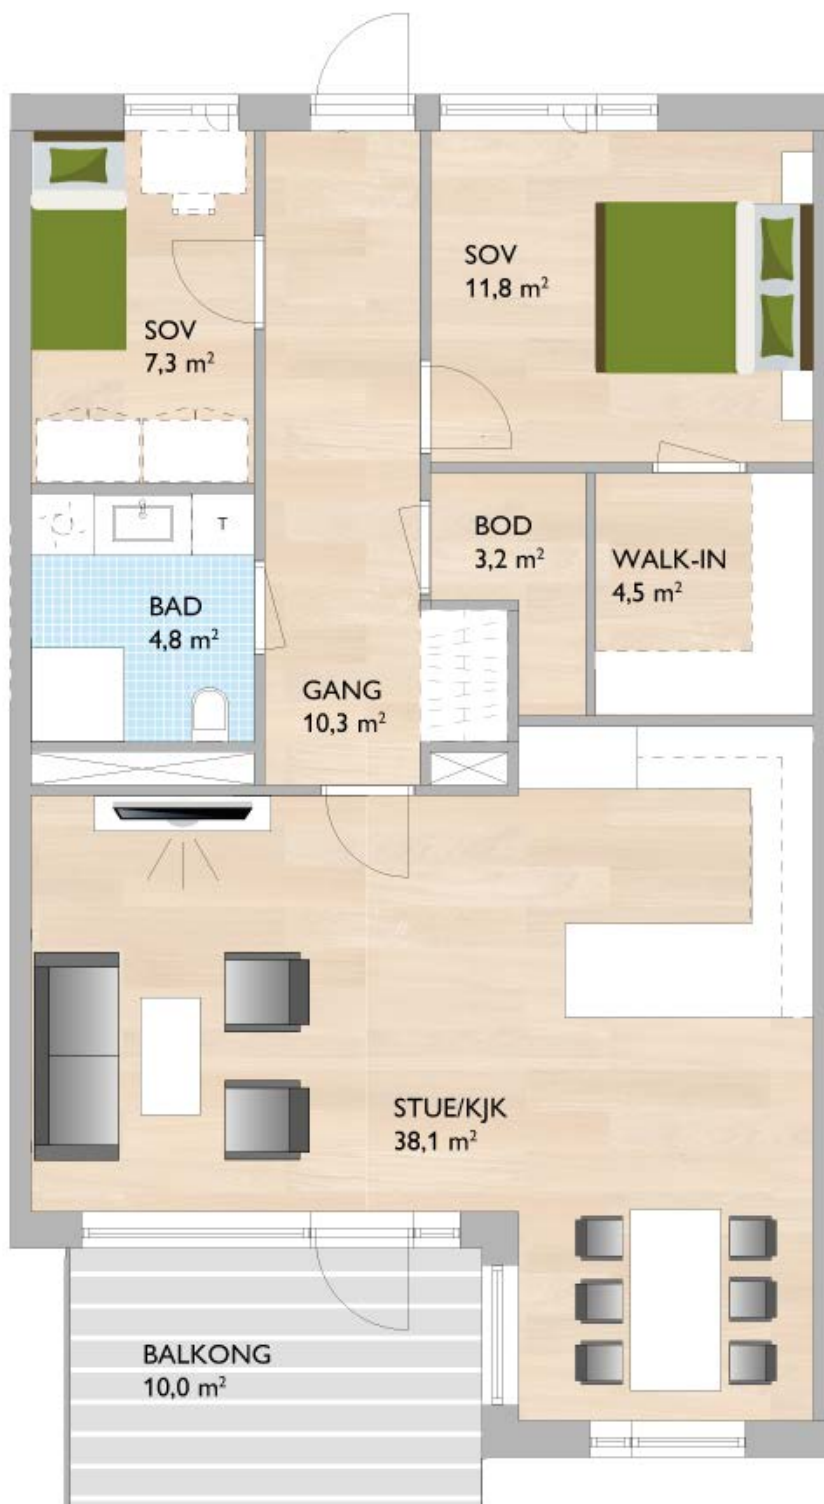 SOV
11,8 m²
SOV
7,3 m²
T
BOD
3,2 m²
WALK-IN
4,5 m²
BAD
4,8 m²
GANG
10,3 m²
STUE/KJK
38,1 m²
BALKONG
10,0 m²